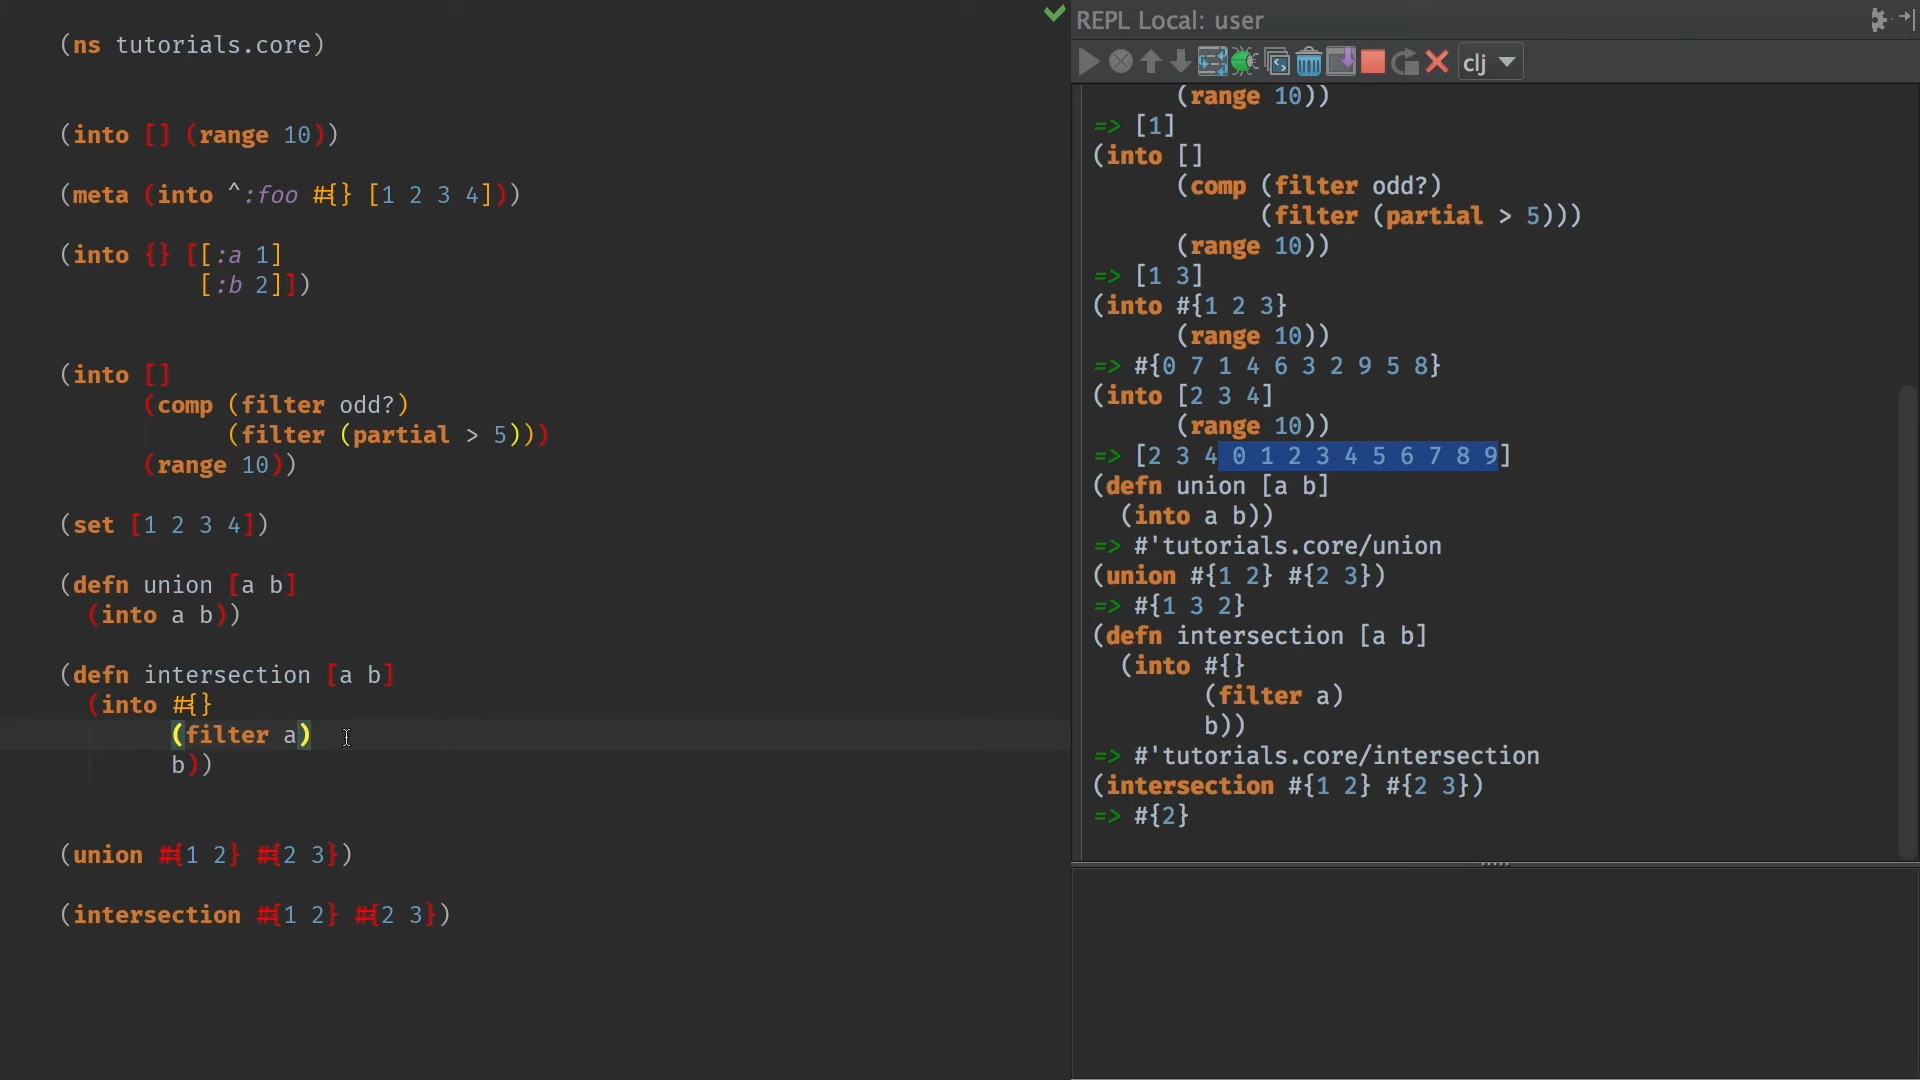 (ns tutorials.core)
(into [] (range 10))
(meta (into ^:foo #{} [1 2 3 4]))
(into {} [[:a 1]
[:b 2]])
(into []
(comp (filter odd?)
(filter (partial > 5)))
(range 10))
(set [1 2 3 4])
(defn union [a b]
(into a b))
(defn intersection [a b]
(into #{}
(filter a)
b))
(union #{1 2} #{2 3})
(intersection #{1 2} #{2 3})
REPL Local: user
clj
(range 10))
=> [1]
(into []
(comp (filter odd?)
(filter (partial > 5)))
(range 10))
=> [1 3]
(into #{1 2 3}
(range 10))
=> #{0 7 1 4 6 3 2 9 5 8}
(into [2 3 4]
(range 10))
=> [2 3 4 0 1 2 3 4 5 6 7 8 9]
(defn union [a b]
(into a b))
=> #'tutorials.core/union
(union #{1 2} #{2 3})
=> #{1 3 2}
(defn intersection [a b]
(into #{}
(filter a)
b))
=> #'tutorials.core/intersection
(intersection #{1 2} #{2 3})
=> #{2}